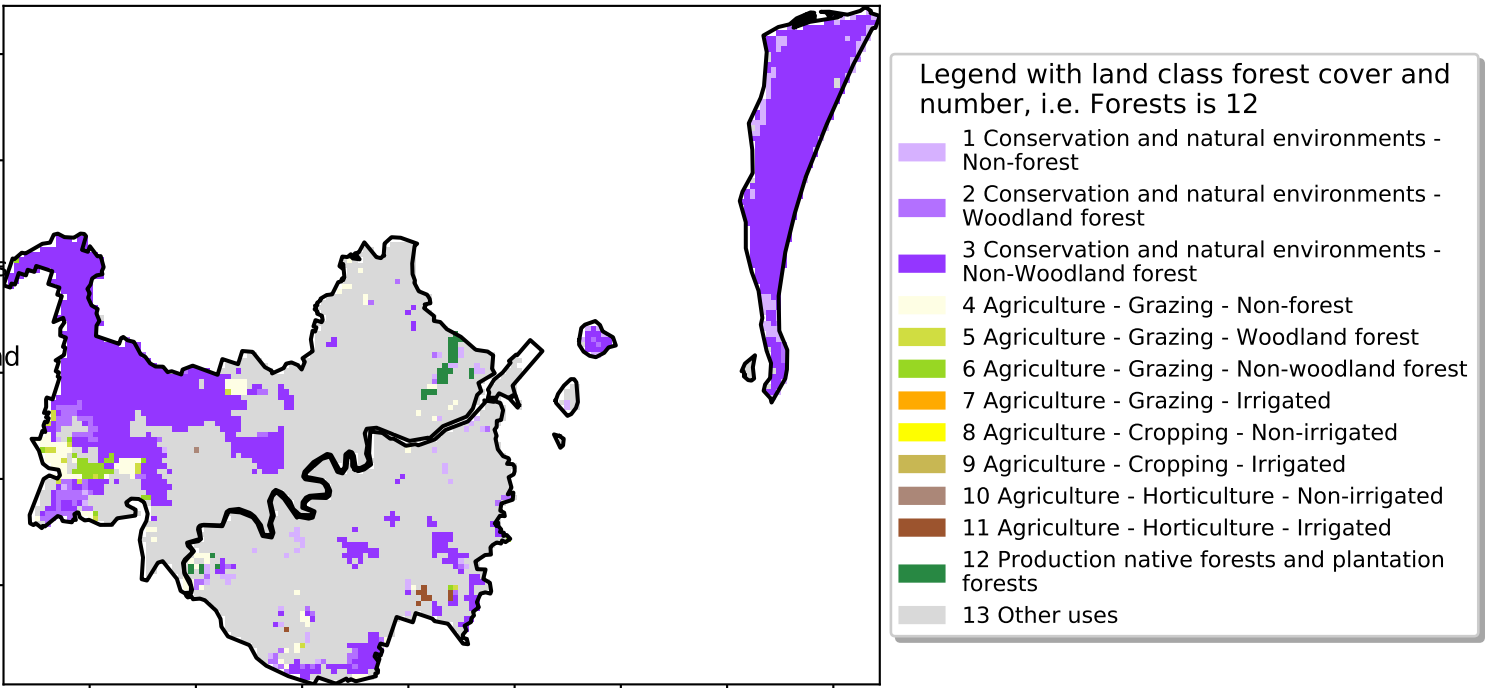 Legend with land class forest cover and
number, i.e. Forests is 12
1 Conservation and natural environments -
Non-forest
2 Conservation and natural environments -
Woodland forest
3 Conservation and natural environments -
Non-Woodland forest
4 Agriculture - Grazing - Non-forest
5 Agriculture - Grazing - Woodland forest
6 Agriculture - Grazing - Non-woodland forest
7 Agriculture - Grazing - Irrigated
8 Agriculture - Cropping - Non-irrigated
9 Agriculture - Cropping - Irrigated
10 Agriculture - Horticulture - Non-irrigated
11 Agriculture - Horticulture - Irrigated
12 Production native forests and plantation
forests
13 Other uses